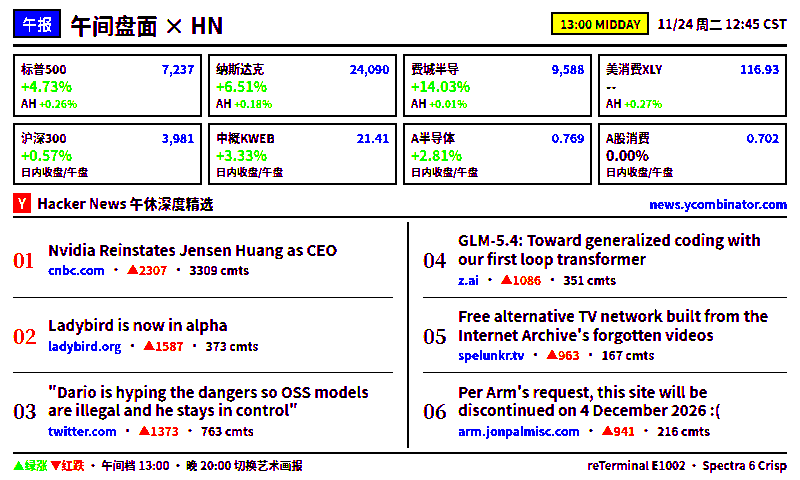 午报 午间盘面 × HN 13:00 MIDDAY 11/24 周二 12:45 CST
标普500 7,237
+4.73%
AH +0.26%
纳斯达克 24,090
+6.51%
AH +0.18%
费城半导 9,588
+14.03%
AH +0.01%
美消费XLY 116.93
--
AH +0.27%
沪深300 3,981
+0.57%
日内收盘/午盘
中概KWEB 21.41
+3.33%
日内收盘/午盘
A半导体 0.769
+2.81%
日内收盘/午盘
A股消费 0.702
0.00%
日内收盘/午盘
Y Hacker News 午休深度精选 news.ycombinator.com
01 Nvidia Reinstates Jensen Huang as CEO
cnbc.com · ▲2307 · 3309 cmts
02 Ladybird is now in alpha
ladybird.org · ▲1587 · 373 cmts
03 "Dario is hyping the dangers so OSS models
are illegal and he stays in control"
twitter.com · ▲1373 · 763 cmts
04 GLM-5.4: Toward generalized coding with
our first loop transformer
z.ai · ▲1086 · 351 cmts
05 Free alternative TV network built from the
Internet Archive's forgotten videos
spelunkr.tv · ▲963 · 167 cmts
06 Per Arm's request, this site will be
discontinued on 4 December 2026 :(
arm.jonpalmisc.com · ▲941 · 216 cmts
▲绿涨 ▼红跌 · 午间档 13:00 · 晚 20:00 切换艺术画报 reTerminal E1002 · Spectra 6 Crisp